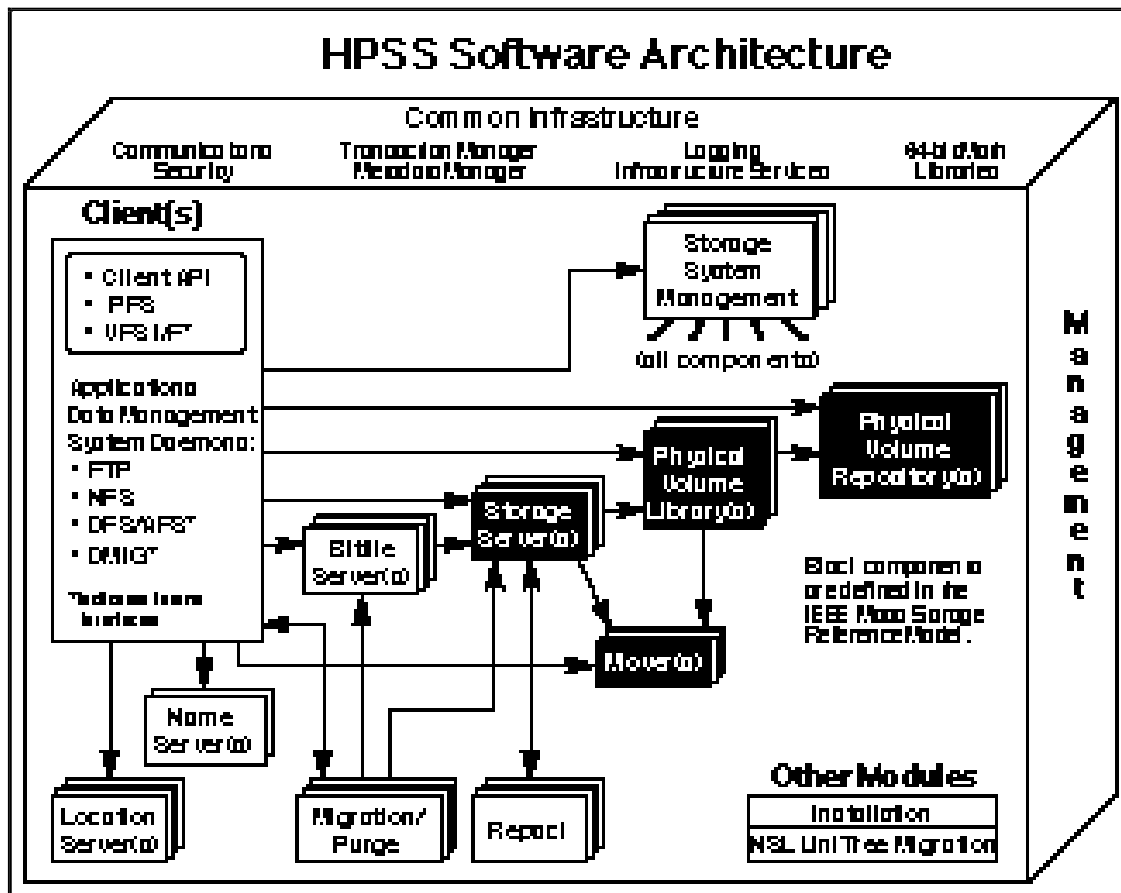 HPSS Software Architecture
Common Infrastructure
Communications
Security
Transaction Manager
Metadata Manager
Logging
Infrastructure Services
64-bit Math
Libraries
Client(s)
• Client API
• PFS
• VFS I/F*
Applications
Data Management
System Daemons:
• FTP
• NFS
• DFS/AFS*
• DMIG*
Storage
System
Management
(all components)
Physical
Volume
Repository(s)
Physical
Volume
Library(s)
Storage
Server(s)
Bitfile
Server(s)
Mover(s)
Name
Server(s)
Location
Server(s)
Migration/
Purge
Repack
Black components
are defined in the
IEEE Mass Storage
Reference Model.
Other Modules
Installation
NSL UniTree Migration
Management